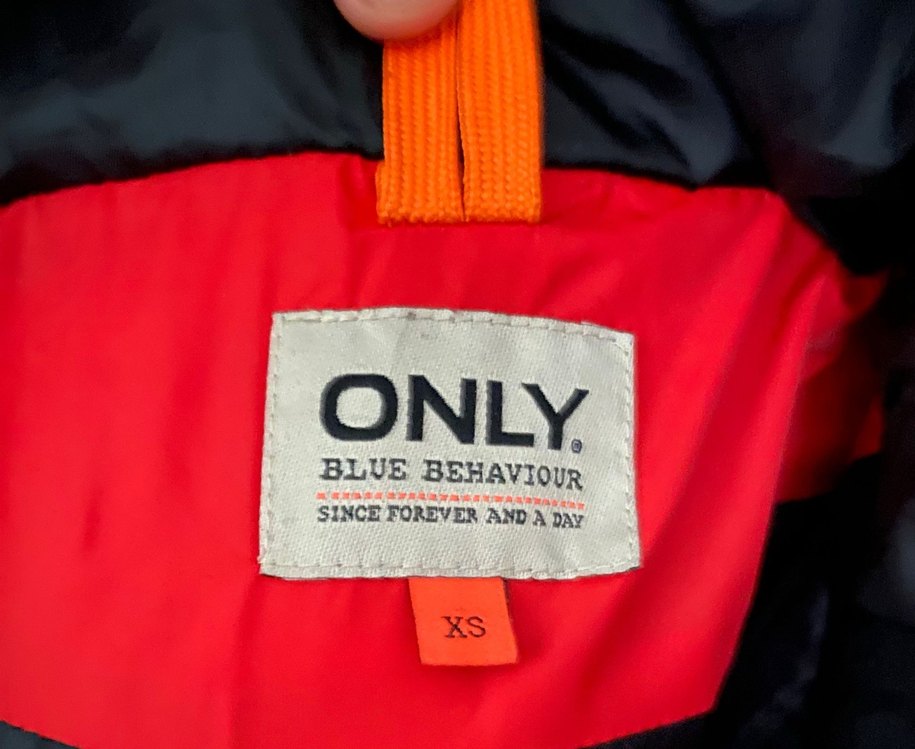 ONLY®
BLUE BEHAVIOUR
SINCE FOREVER AND A DAY
XS